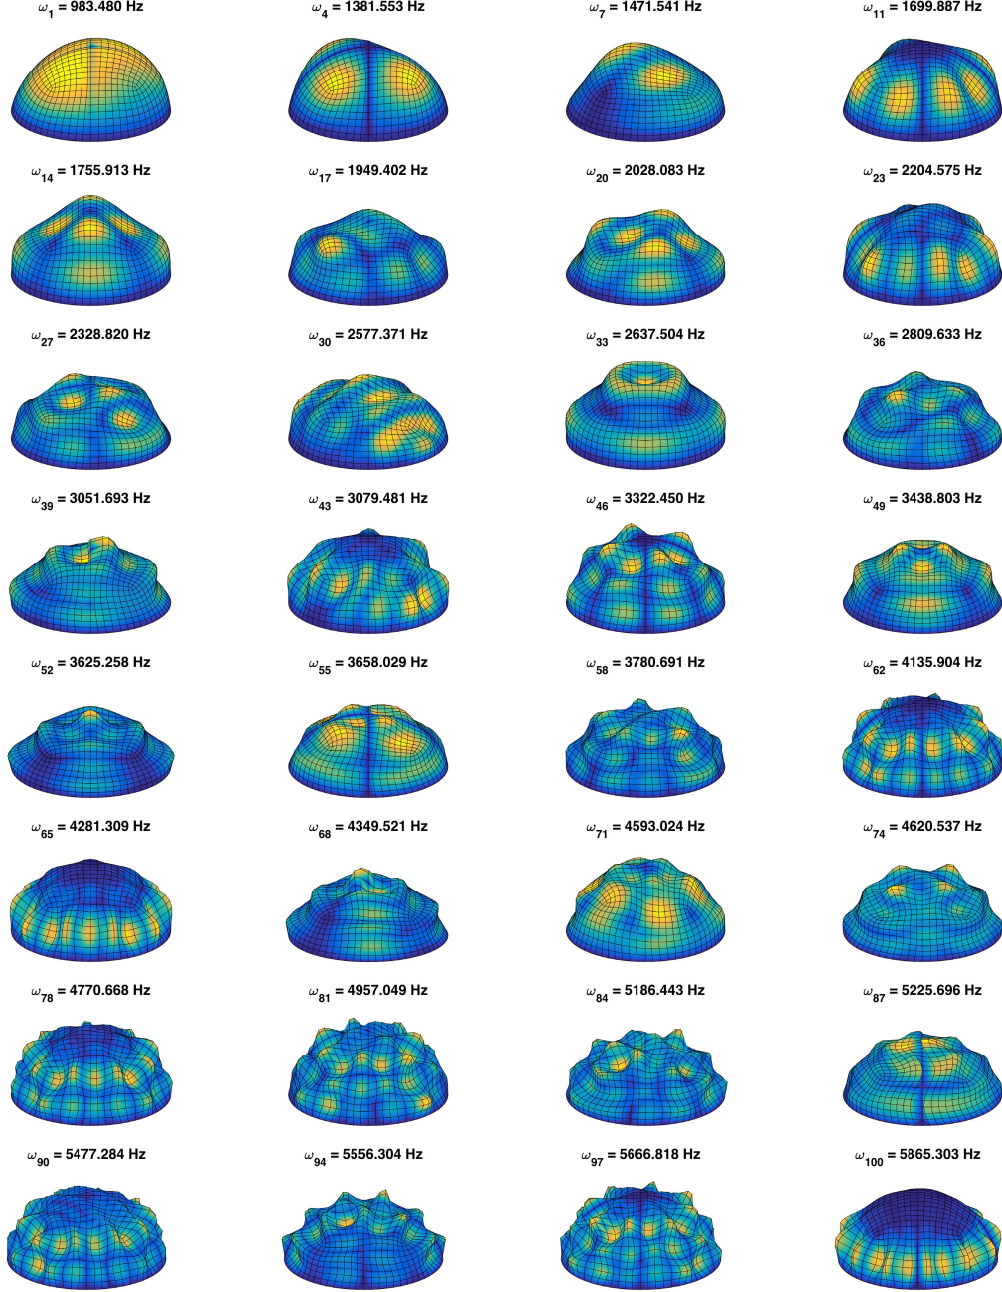 ω1 = 983.480 Hz
ω4 = 1381.553 Hz
ω7 = 1471.541 Hz
ω11 = 1699.887 Hz
ω14 = 1755.913 Hz
ω17 = 1949.402 Hz
ω20 = 2028.083 Hz
ω23 = 2204.575 Hz
ω27 = 2328.820 Hz
ω30 = 2577.371 Hz
ω33 = 2637.504 Hz
ω36 = 2809.633 Hz
ω39 = 3051.693 Hz
ω43 = 3079.481 Hz
ω46 = 3322.450 Hz
ω49 = 3438.803 Hz
ω52 = 3625.258 Hz
ω55 = 3658.029 Hz
ω58 = 3780.691 Hz
ω62 = 4135.904 Hz
ω65 = 4281.309 Hz
ω68 = 4349.521 Hz
ω71 = 4593.024 Hz
ω74 = 4620.537 Hz
ω78 = 4770.668 Hz
ω81 = 4957.049 Hz
ω84 = 5186.443 Hz
ω87 = 5225.696 Hz
ω90 = 5477.284 Hz
ω94 = 5556.304 Hz
ω97 = 5666.818 Hz
ω100 = 5865.303 Hz